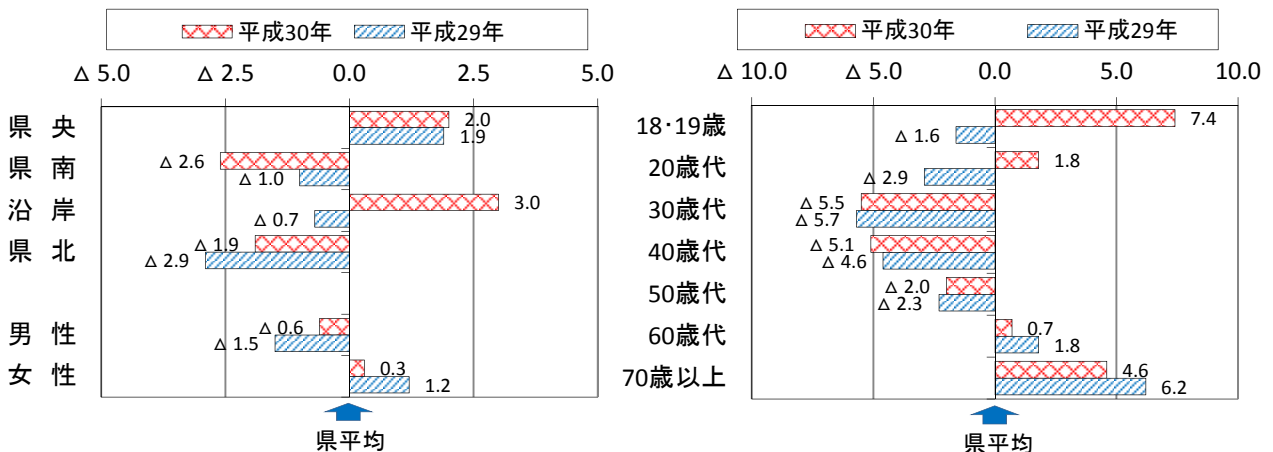 平成30年 平成29年
△ 5.0 △ 2.5 0.0 2.5 5.0
県 央 2.0
1.9
県 南 △ 2.6
△ 1.0
沿 岸 3.0
△ 0.7
県 北 △ 1.9
△ 2.9
男 性 △ 0.6
△ 1.5
女 性 0.3
1.2
県平均
平成30年 平成29年
△ 10.0 △ 5.0 0.0 5.0 10.0
18・19歳 7.4
△ 1.6
20歳代 1.8
△ 2.9
30歳代 △ 5.5
△ 5.7
40歳代 △ 5.1
△ 4.6
50歳代 △ 2.0
△ 2.3
60歳代 0.7
1.8
70歳以上 4.6
6.2
県平均